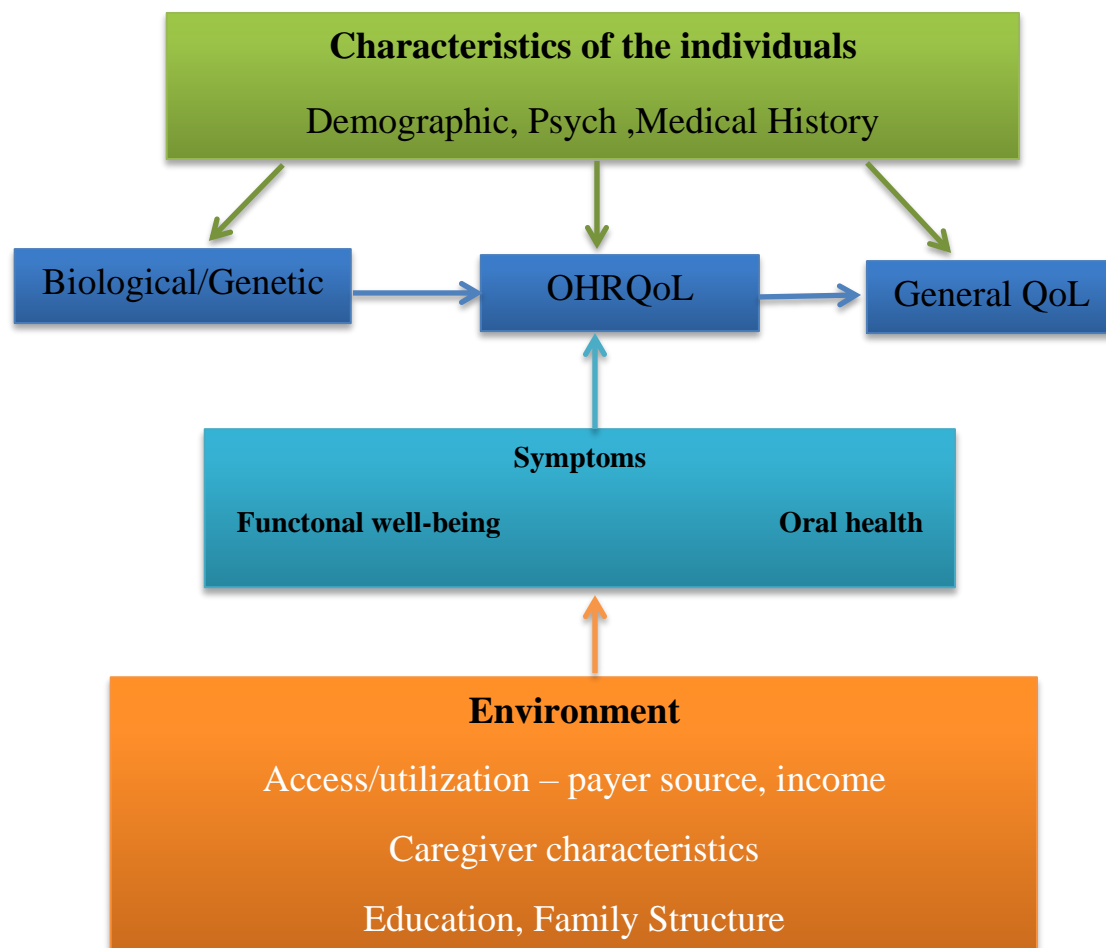 Characteristics of the individuals
Demographic, Psych ,Medical History
Biological/Genetic
OHRQoL
General QoL
Symptoms
Functonal well-being
Oral health
Environment
Access/utilization – payer source, income
Caregiver characteristics
Education, Family Structure